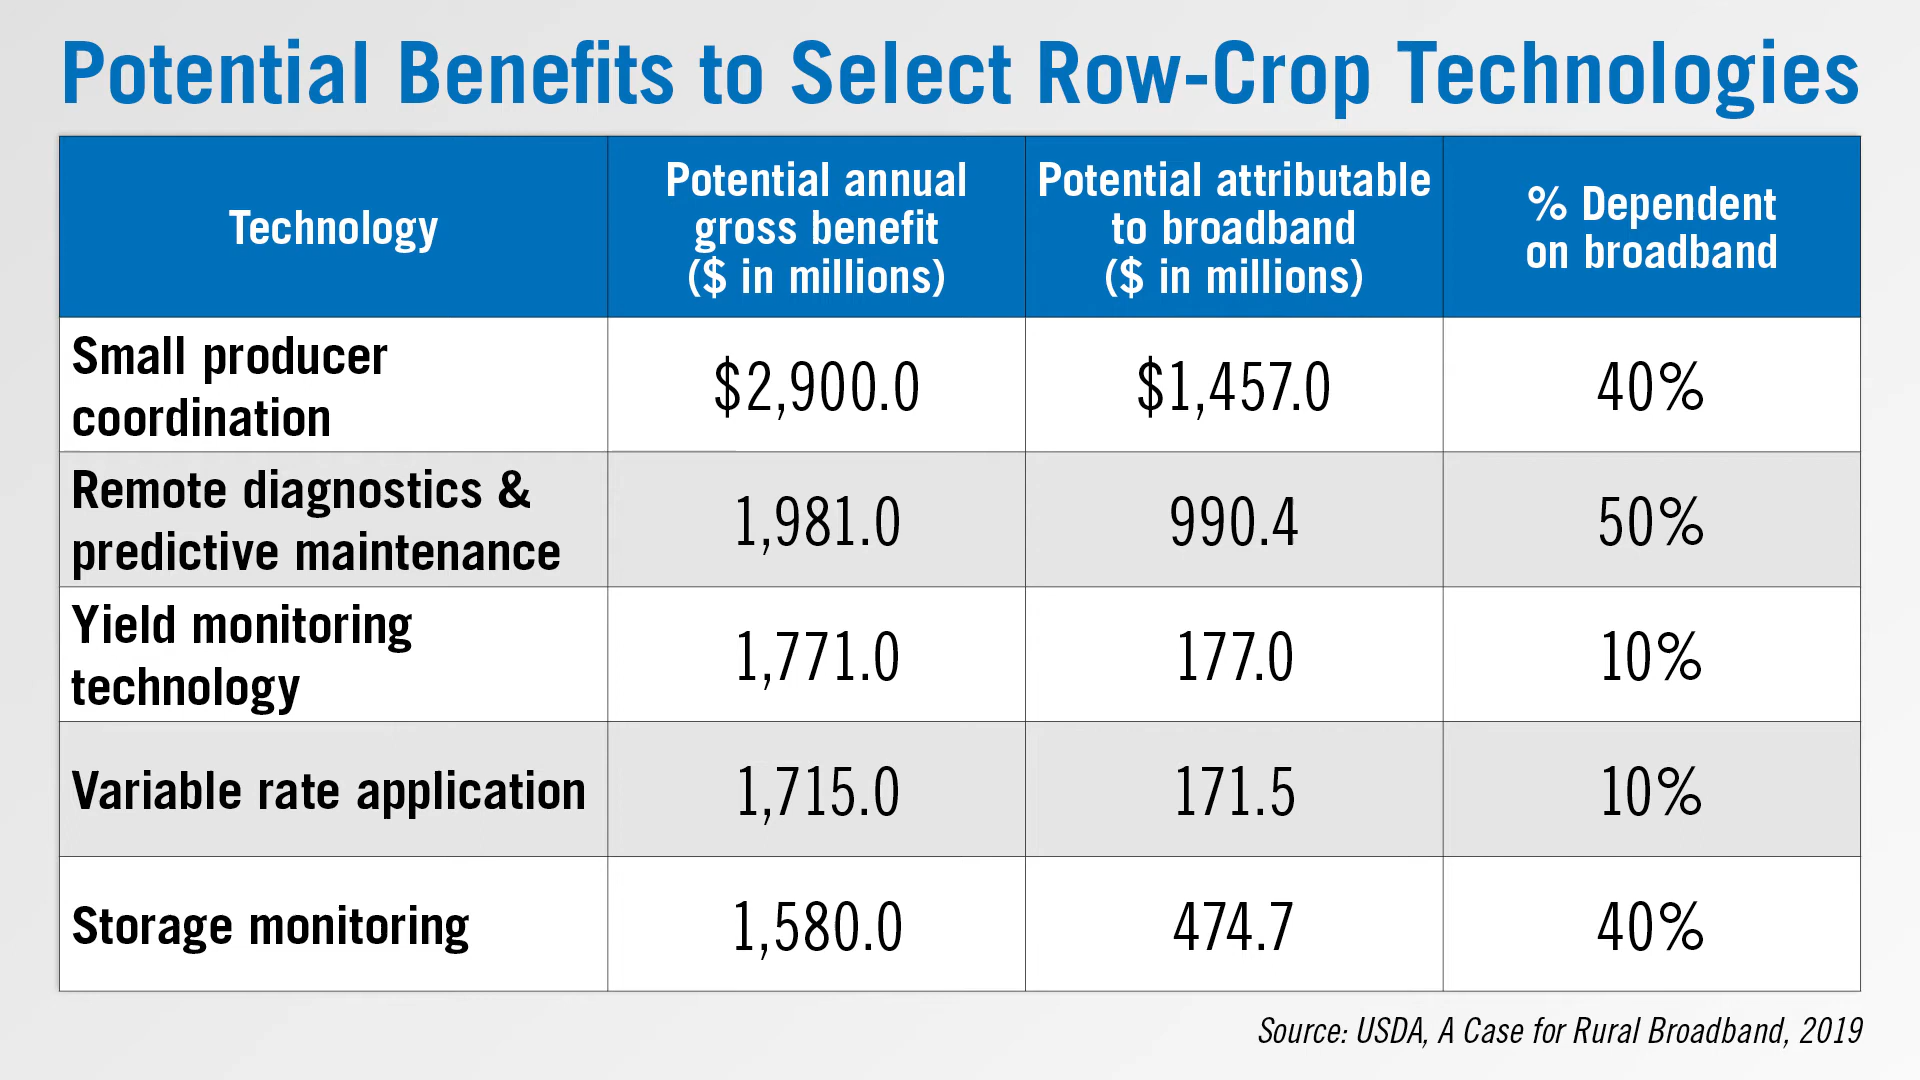 Potential Benefits to Select Row-Crop Technologies
Technology
Potential annual
gross benefit
($ in millions)
Potential attributable
to broadband
($ in millions)
% Dependent
on broadband
Small producer
coordination
$2,900.0
$1,457.0
40%
Remote diagnostics &
predictive maintenance
1,981.0
990.4
50%
Yield monitoring
technology
1,771.0
177.0
10%
Variable rate application
1,715.0
171.5
10%
Storage monitoring
1,580.0
474.7
40%
Source: USDA, A Case for Rural Broadband, 2019